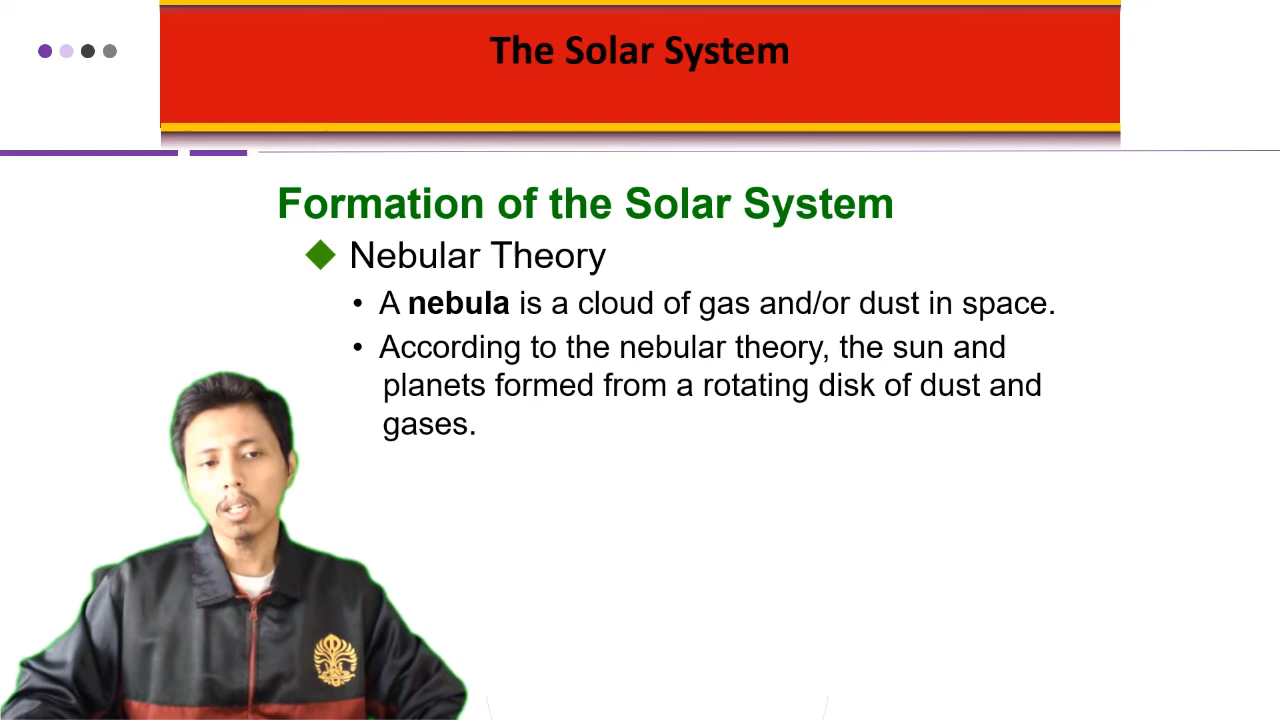 The Solar System
Formation of the Solar System
Nebular Theory
• A nebula is a cloud of gas and/or dust in space.
• According to the nebular theory, the sun and
planets formed from a rotating disk of dust and
gases.